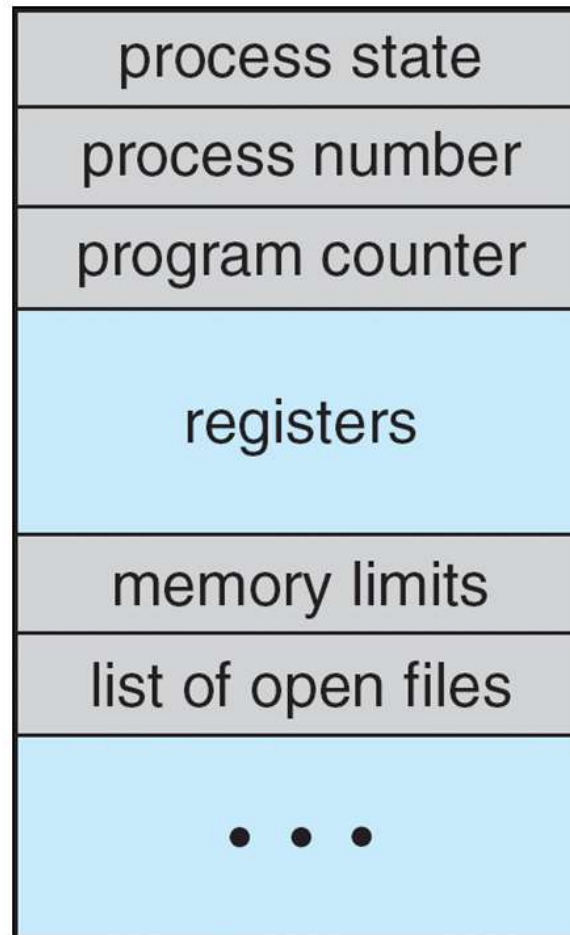 process state
process number
program counter
registers
memory limits
list of open files
• • •